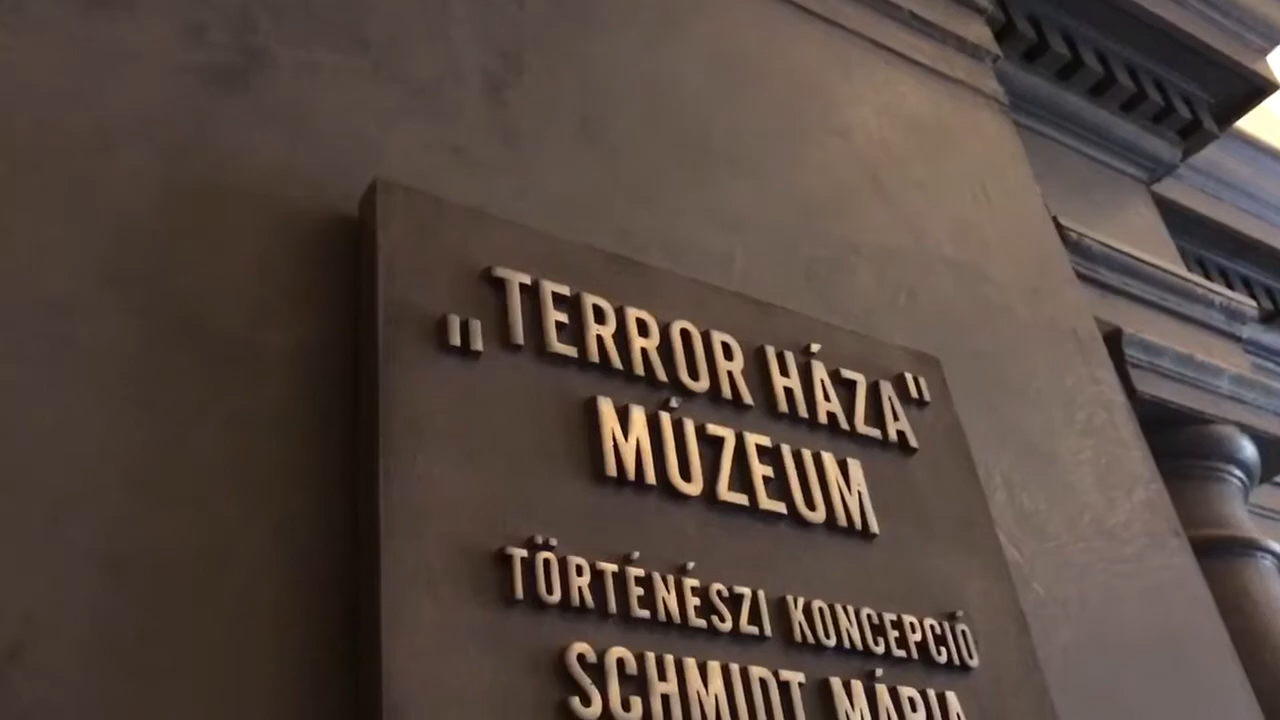 „TERROR HÁZA"
MÚZEUM
TÖRTÉNÉSZI KONCEPCIÓ
SCHMIDT MÁRIA